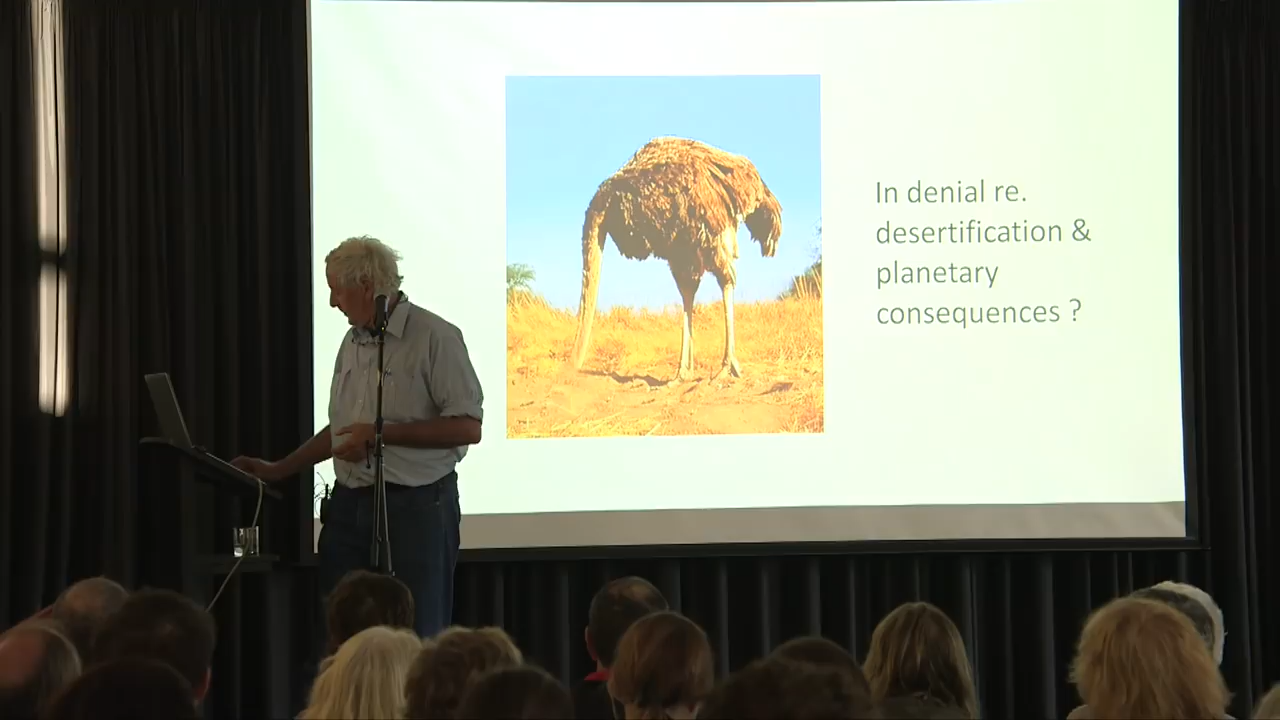 In denial re.
desertification &
planetary
consequences ?